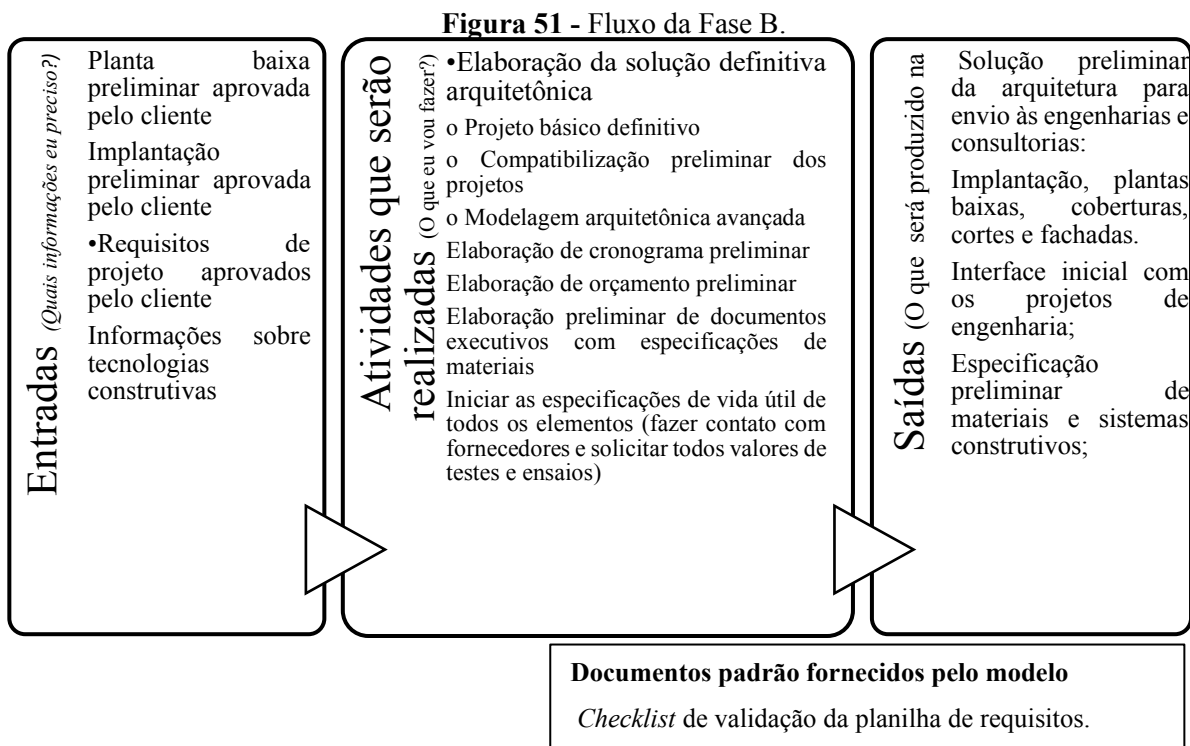 Figura 51 - Fluxo da Fase B.
Entradas (Quais informações eu preciso?)
Planta baixa
preliminar aprovada
pelo cliente
Implantação
preliminar aprovada
pelo cliente
•Requisitos de
projeto aprovados
pelo cliente
Informações sobre
tecnologias
construtivas
Atividades que serão
realizadas (O que eu vou fazer?)
•Elaboração da solução definitiva
arquitetônica
o Projeto básico definitivo
o Compatibilização preliminar dos
projetos
o Modelagem arquitetônica avançada
Elaboração de cronograma preliminar
Elaboração de orçamento preliminar
Elaboração preliminar de documentos
executivos com especificações de
materiais
Iniciar as especificações de vida útil de
todos os elementos (fazer contato com
fornecedores e solicitar todos valores de
testes e ensaios)
Saídas (O que será produzido na
Solução preliminar
da arquitetura para
envio às engenharias e
consultorias:
Implantação, plantas
baixas, coberturas,
cortes e fachadas.
Interface inicial com
os projetos de
engenharia;
Especificação
preliminar de
materiais e sistemas
construtivos;
Documentos padrão fornecidos pelo modelo
Checklist de validação da planilha de requisitos.